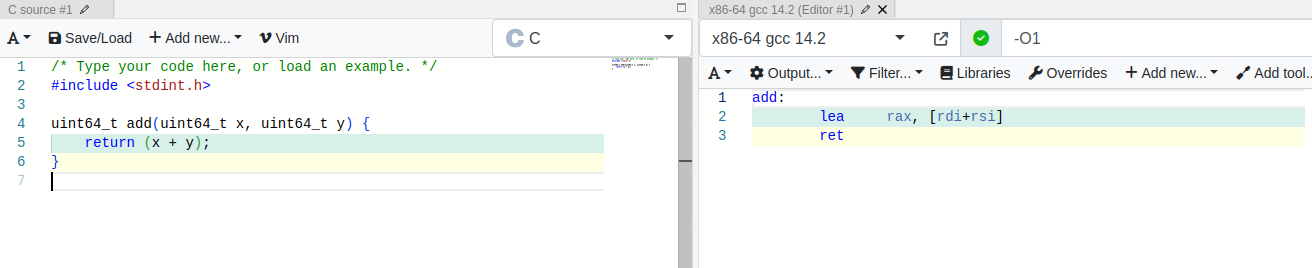 C source #1
A Save/Load + Add new... Vim C
1 /* Type your code here, or load an example. */
2 #include <stdint.h>
3
4 uint64_t add(uint64_t x, uint64_t y) {
5 return (x + y);
6 }
7
x86-64 gcc 14.2 (Editor #1)
x86-64 gcc 14.2 -O1
A Output... Filter... Libraries Overrides + Add new... Add tool..
1 add:
2 lea rax, [rdi+rsi]
3 ret